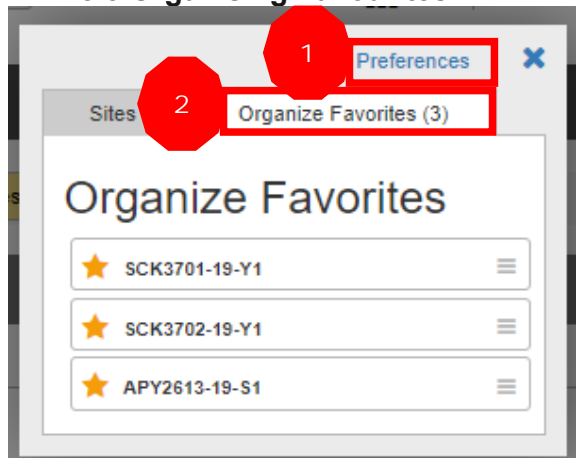 1
Preferences
Sites
2
Organize Favorites (3)
Organize Favorites
SCK3701-19-Y1
SCK3702-19-Y1
APY2613-19-S1